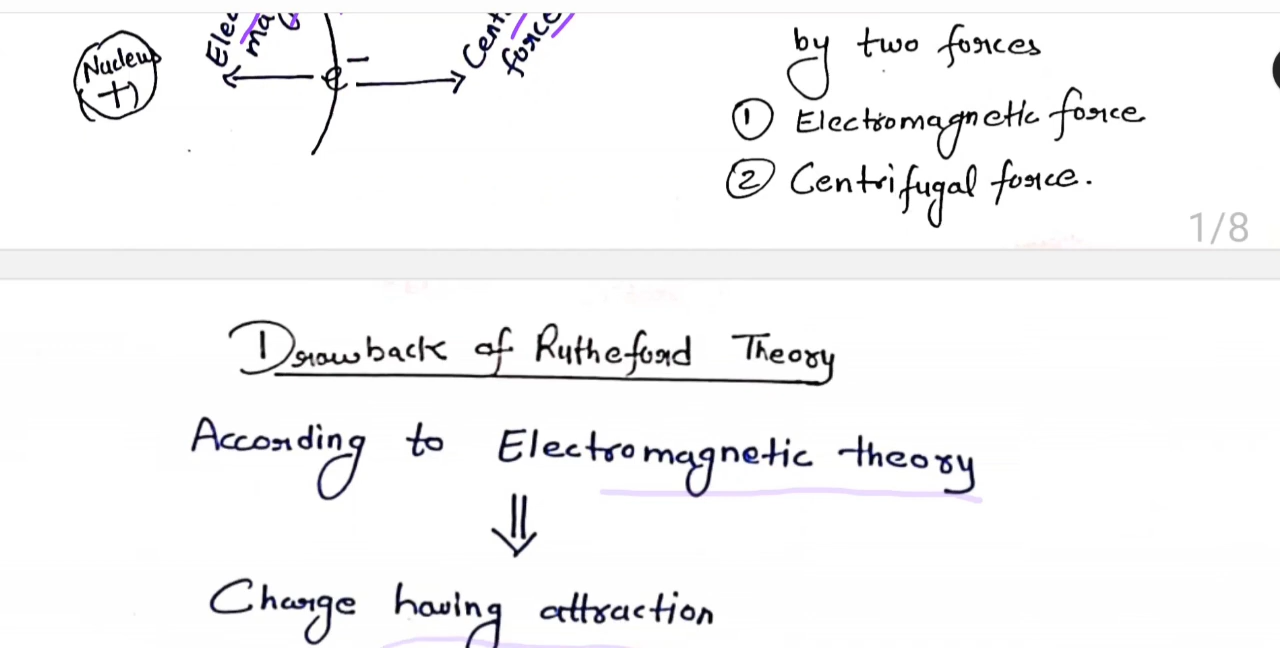 Nucleus
(+)
e-
by two forces
① Electromagnetic force
② Centrifugal force.
1/8
Drawback of Rutheford Theory
According to Electromagnetic theory
⇓
Charge having attraction